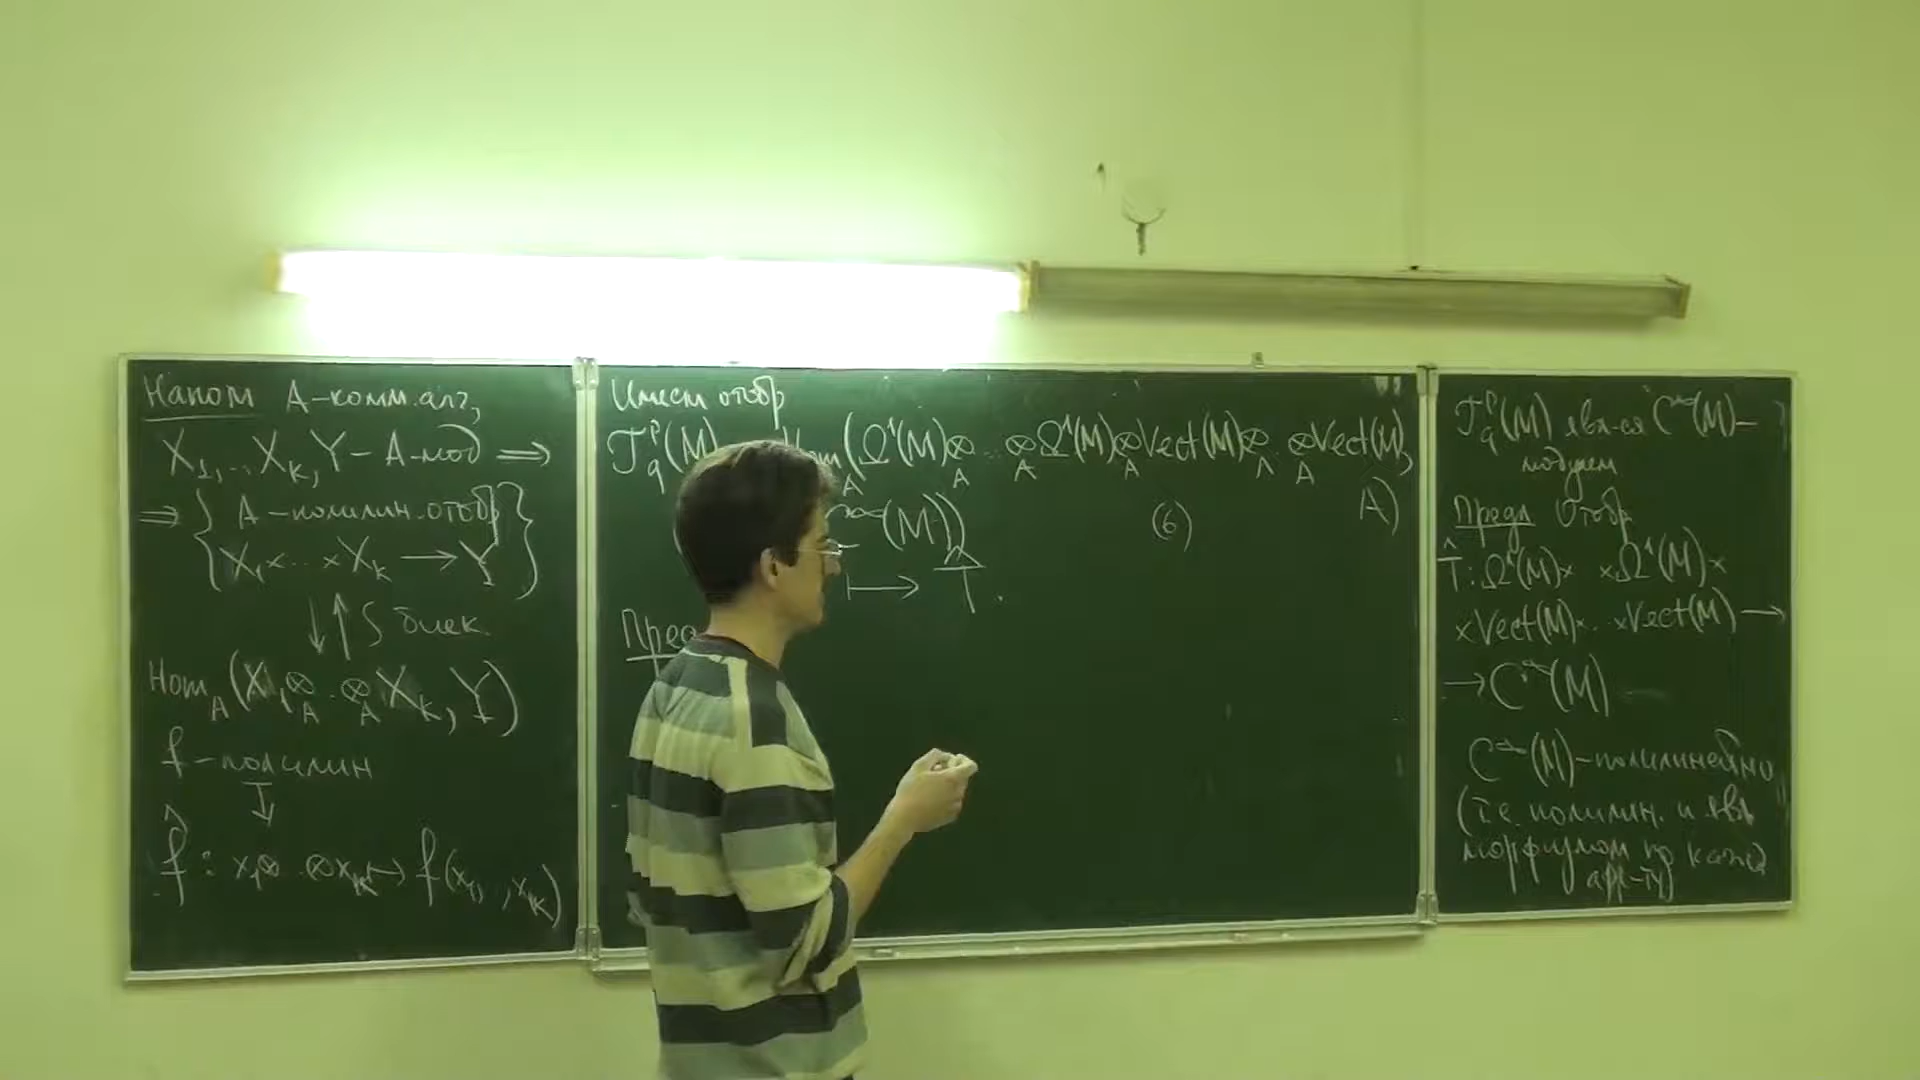 Напом А-комм.алг,
X₁,..,X_k, Y – A-мод ⟹
⟹ { А-полилин.отобр
X₁×...×X_k ⟶ Y }
↓↑ S биек.
Hom_A(X₁⊗_A..⊗_A X_k, Y)
f-полилин
↧
f̂ : x₁⊗..⊗x_k ↦ f(x₁,..,x_k)
Имеем отобр
T^p_q(M) (Ω¹(M)⊗_A..⊗_A Ω¹(M)⊗_A Vect(M)⊗_A..⊗_A Vect(M),
(M)) (6) A)
⟼ T̂.
Пред
T^p_q(M) явл-ся C^∞(M)–
модулем
Предл Отобр
T̂: Ω¹(M)× ×Ω¹(M)×
×Vect(M)×..×Vect(M) ⟶
→ C^∞(M)
C^∞(M)-полилинейно
(т.е. полилин. и явл
морфизмом по кажд
арг-ту)